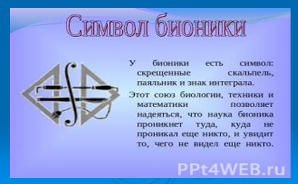 Символ бионики
У бионики есть символ:
скрещенные скальпель,
паяльник и знак интеграла.
Этот союз биологии, техники и
математики позволяет
надеяться, что наука бионика
проникнет туда, куда не
проникал еще никто, и увидит
то, чего не видел еще никто.
PPt4WEB.ru